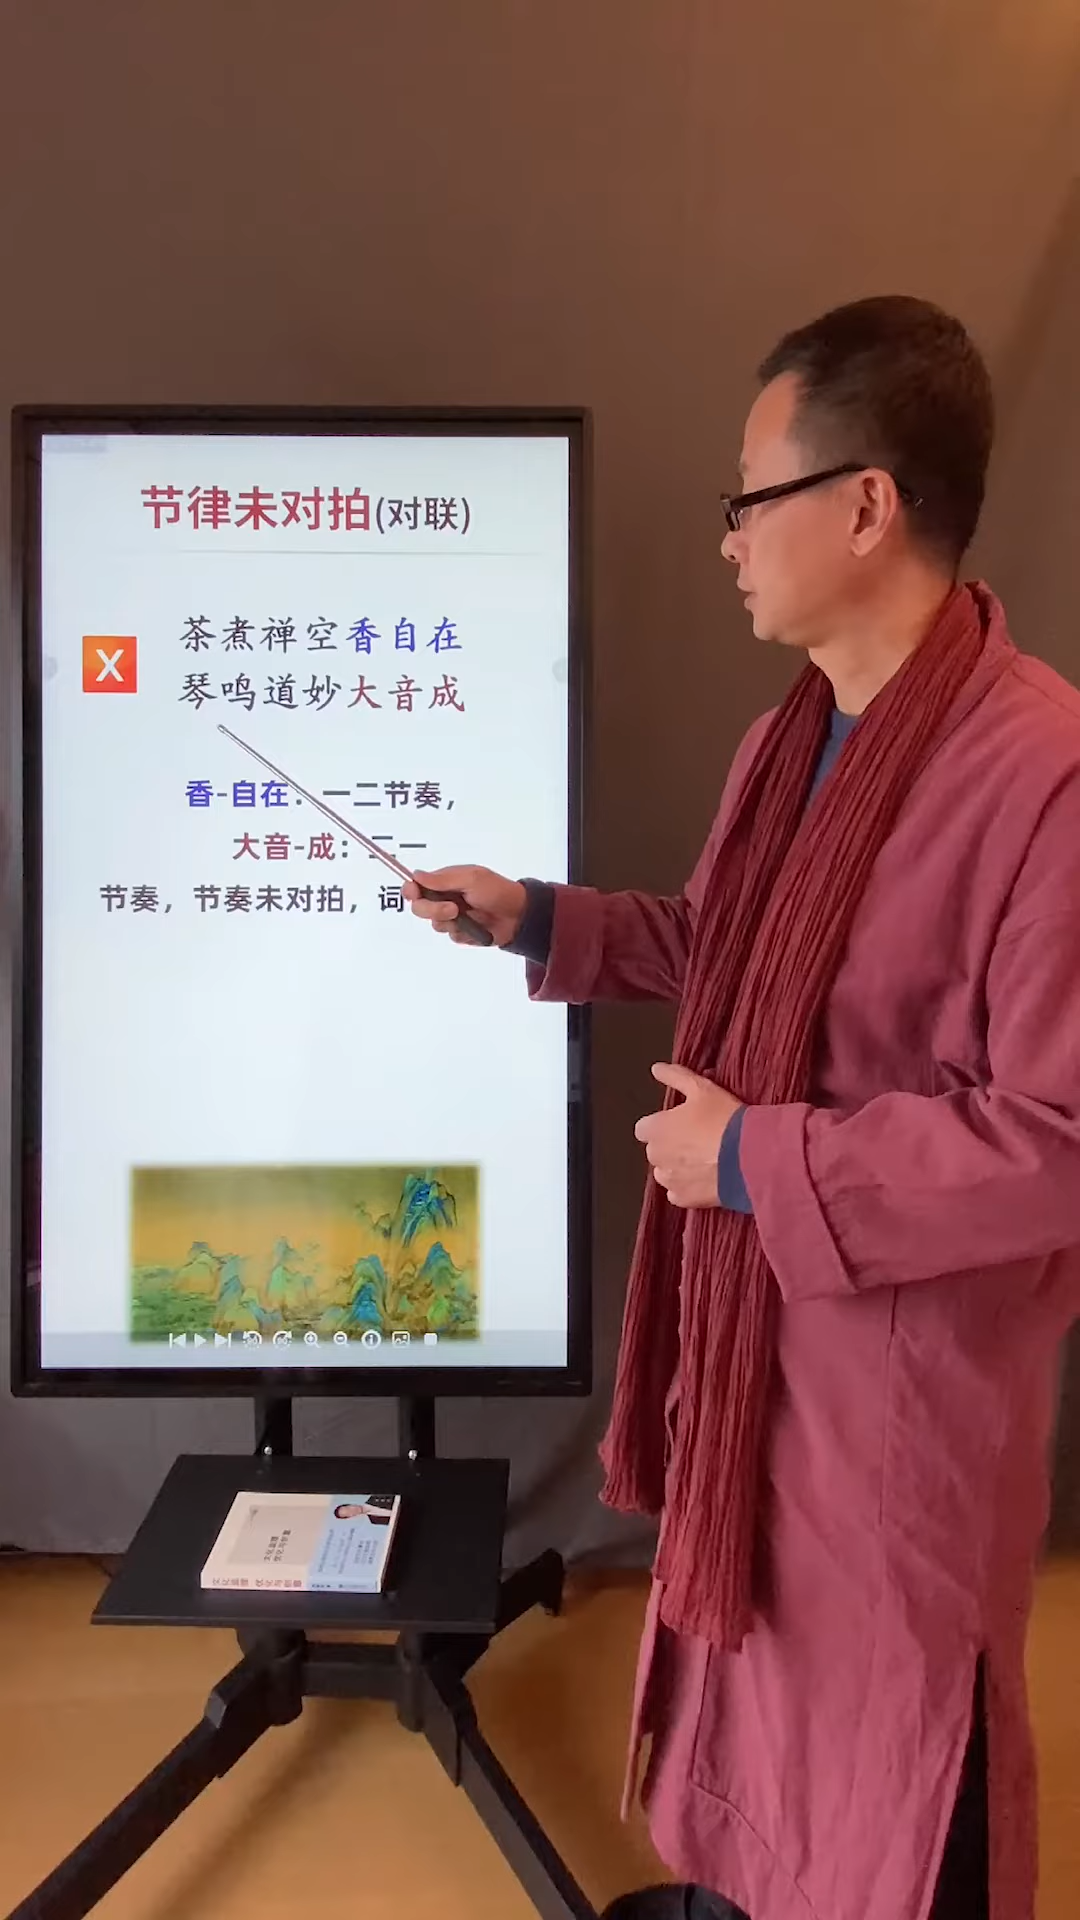 节律未对拍(对联)
X
茶煮禅空香自在
琴鸣道妙大音成
香-自在：一二节奏，
大音-成：二一
节奏，节奏未对拍，词